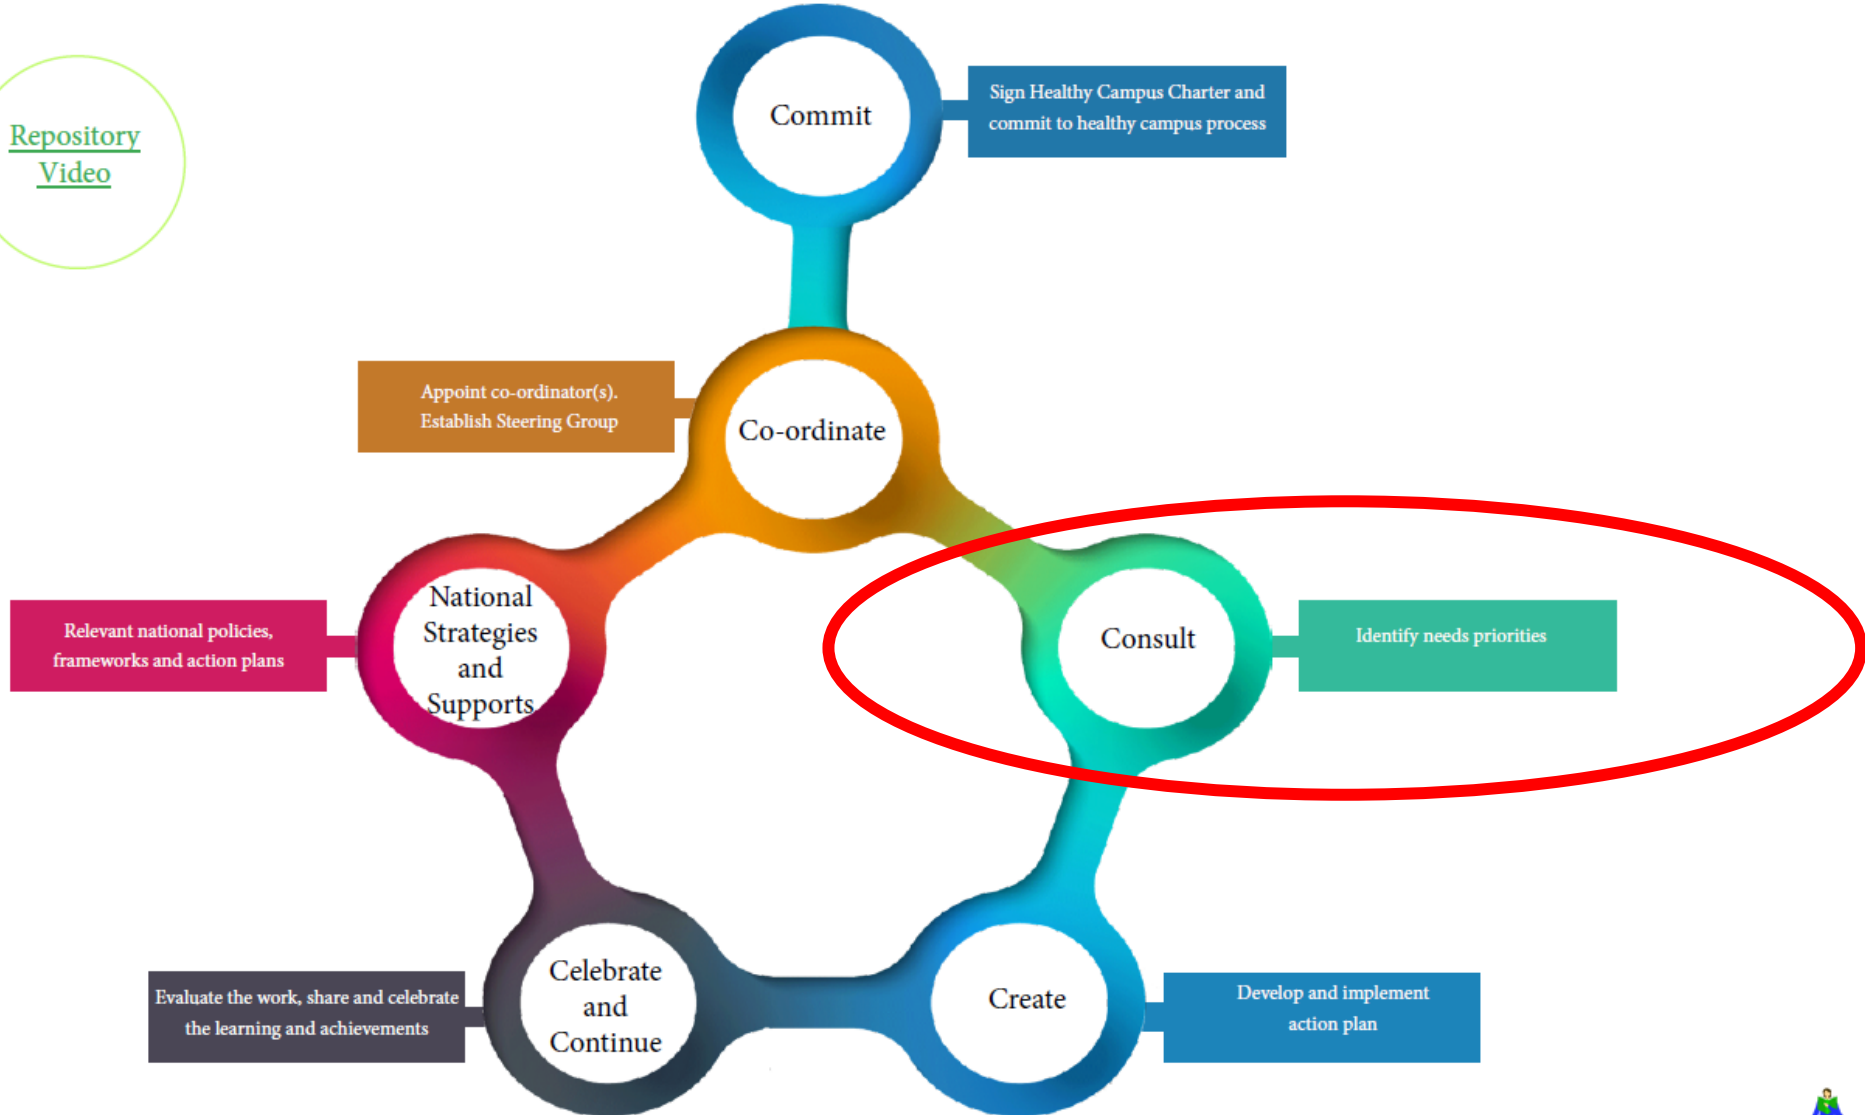 Repository
Video
Commit
Sign Healthy Campus Charter and
commit to healthy campus process
Appoint co-ordinator(s).
Establish Steering Group
Co-ordinate
National
Strategies
and
Supports
Relevant national policies,
frameworks and action plans
Consult
Identify needs priorities
Celebrate
and
Continue
Evaluate the work, share and celebrate
the learning and achievements
Create
Develop and implement
action plan